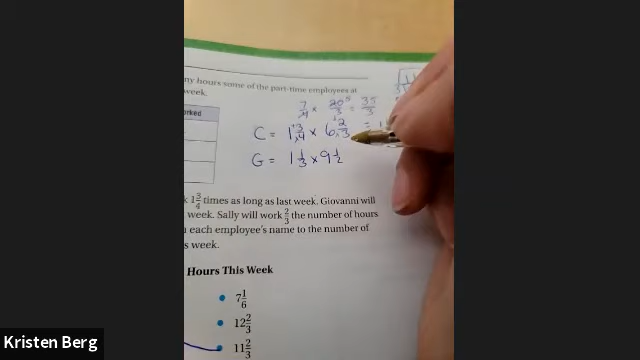 ny hours some of the part-time employees at
week.
orked
7/4 × 20/3 5 = 35/3
C = 1 3/4 × 6 2/3 =
G = 1 1/3 × 9 1/2
k 1 3/4 times as long as last week. Giovanni will
week. Sally will work 2/3 the number of hours
each employee's name to the number of
s week.
Hours This Week
7 1/6
12 2/3
11 2/3
Kristen Berg